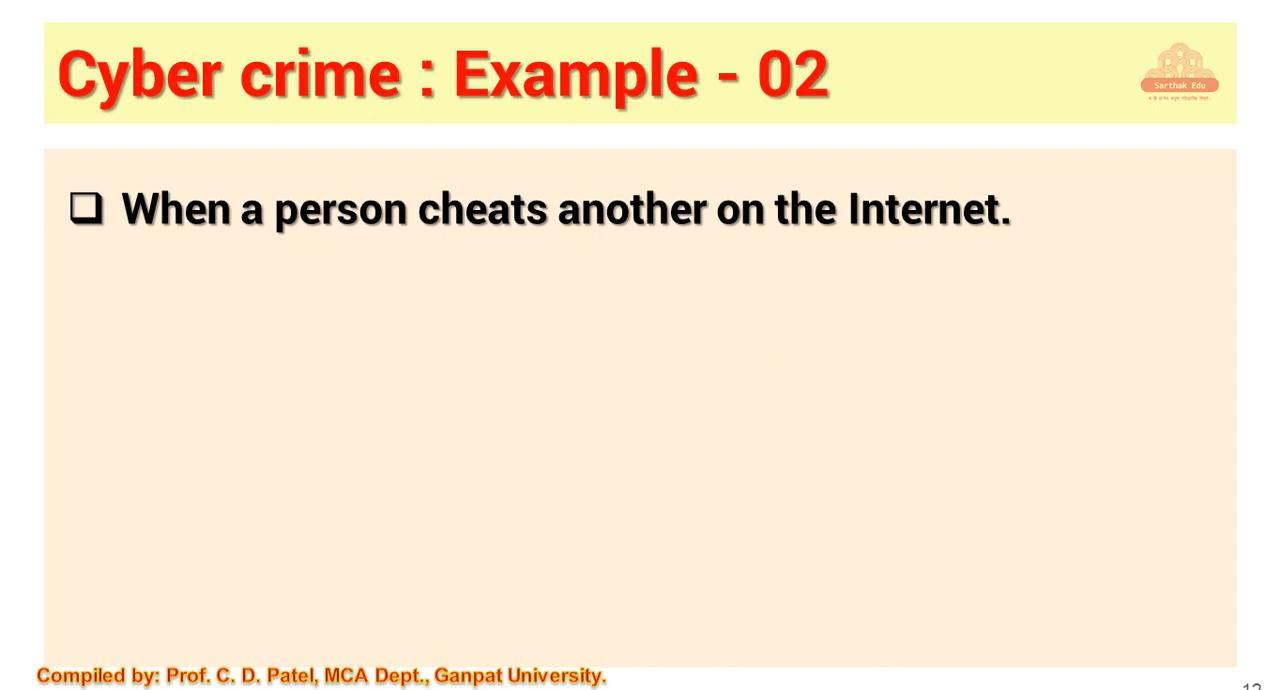 Cyber crime : Example - 02
Sarthak Edu
When a person cheats another on the Internet.
Compiled by: Prof. C. D. Patel, MCA Dept., Ganpat University.